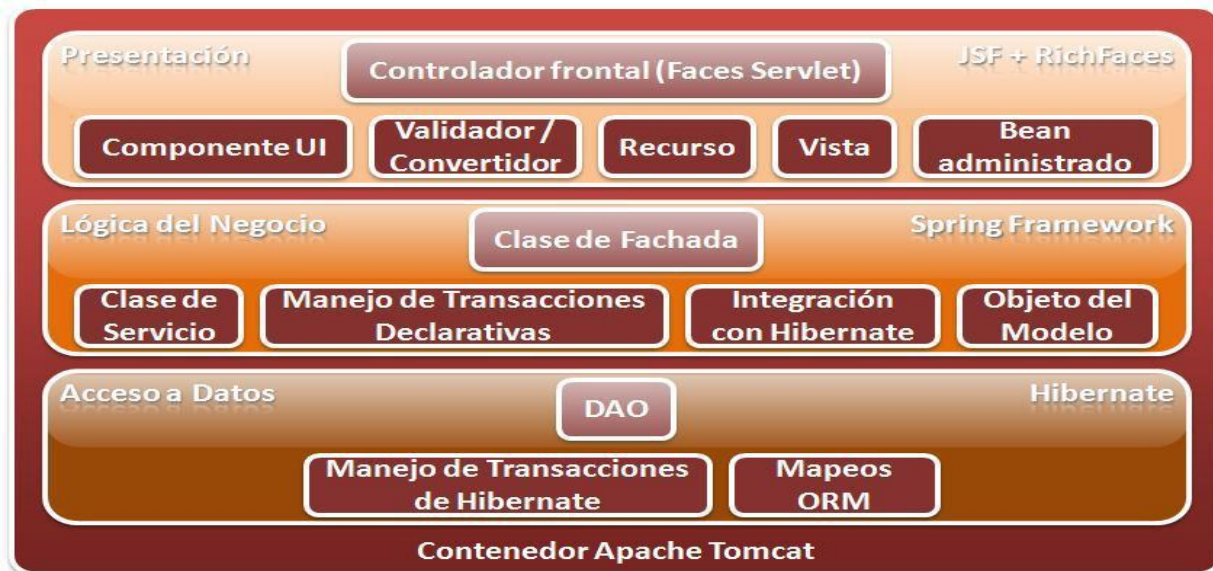 Presentación
Controlador frontal (Faces Servlet)
JSF + RichFaces
Componente UI
Validador /
Convertidor
Recurso
Vista
Bean
administrado
Lógica del Negocio
Clase de Fachada
Spring Framework
Clase de
Servicio
Manejo de Transacciones
Declarativas
Integración
con Hibernate
Objeto del
Modelo
Acceso a Datos
DAO
Hibernate
Manejo de Transacciones
de Hibernate
Mapeos
ORM
Contenedor Apache Tomcat